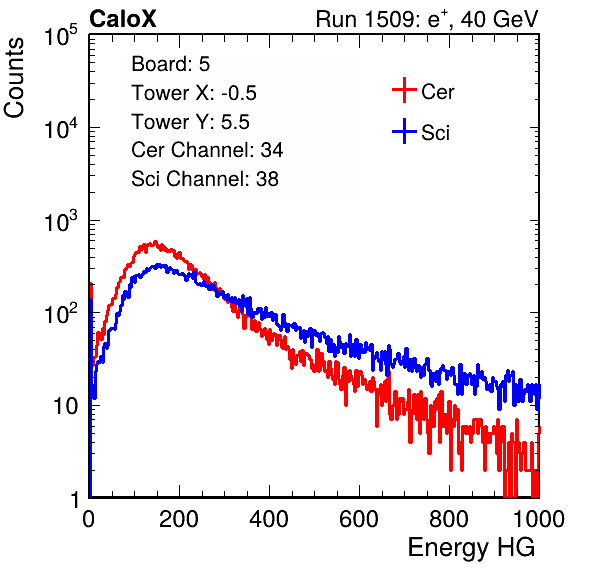 CaloX Run 1509: e⁺, 40 GeV
Counts
10⁵
10⁴
10³
10²
10
1
Board: 5
Tower X: -0.5
Tower Y: 5.5
Cer Channel: 34
Sci Channel: 38
Cer
Sci
0 200 400 600 800 1000
Energy HG